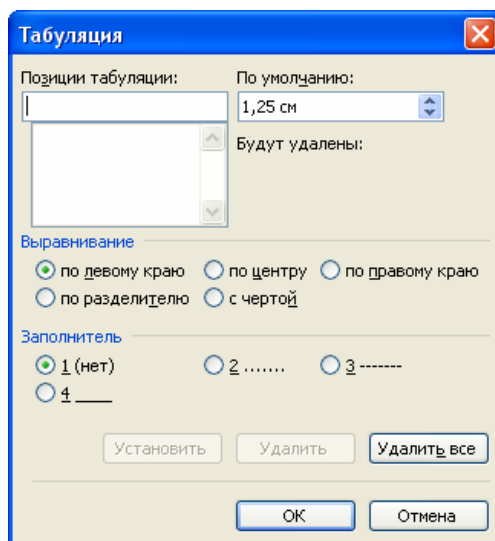 Табуляция
Позиции табуляции: По умолчанию:
1,25 см
Будут удалены:
Выравнивание
по левому краю по центру по правому краю
по разделителю с чертой
Заполнитель
1 (нет) 2 ....... 3 -------
4 ____
Установить Удалить Удалить все
ОК Отмена